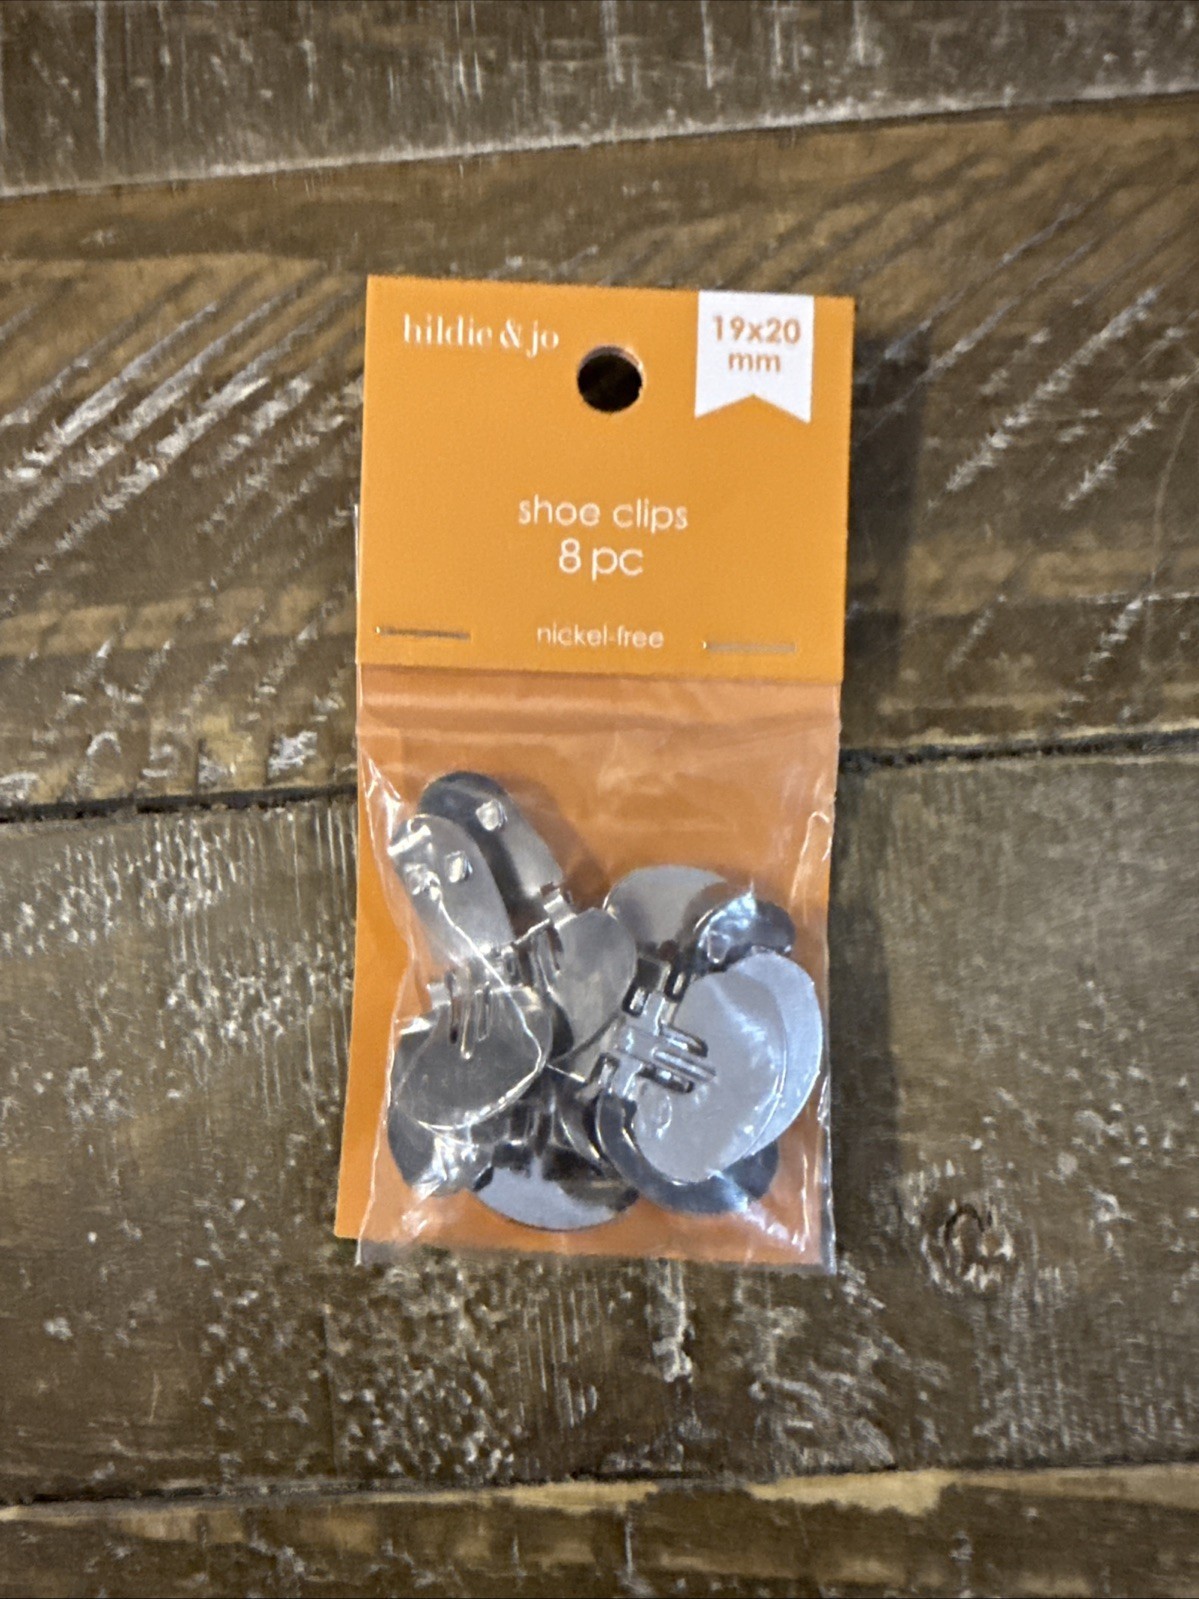 hildie & jo
19x20
mm
shoe clips
8 pc
nickel-free